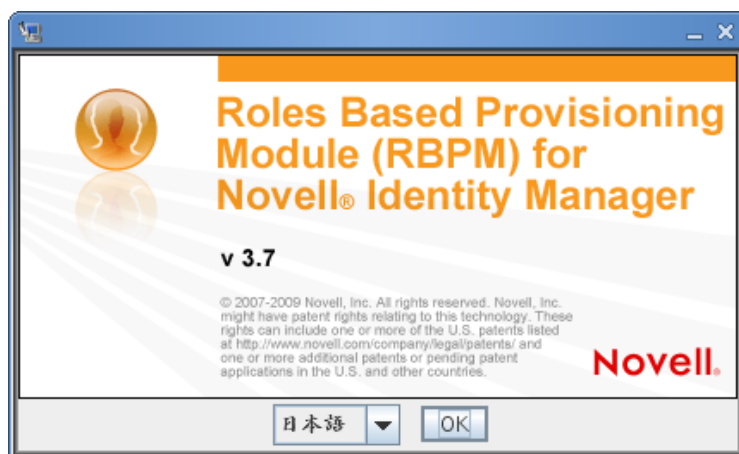 Roles Based Provisioning
Module (RBPM) for
Novell® Identity Manager
v 3.7
© 2007-2009 Novell, Inc. All rights reserved. Novell, Inc.
might have patent rights relating to this technology. These
rights can include one or more of the U.S. patents listed
at http://www.novell.com/company/legal/patents/ and
one or more additional patents or pending patent
applications in the U.S. and other countries.
Novell®
日本語
OK